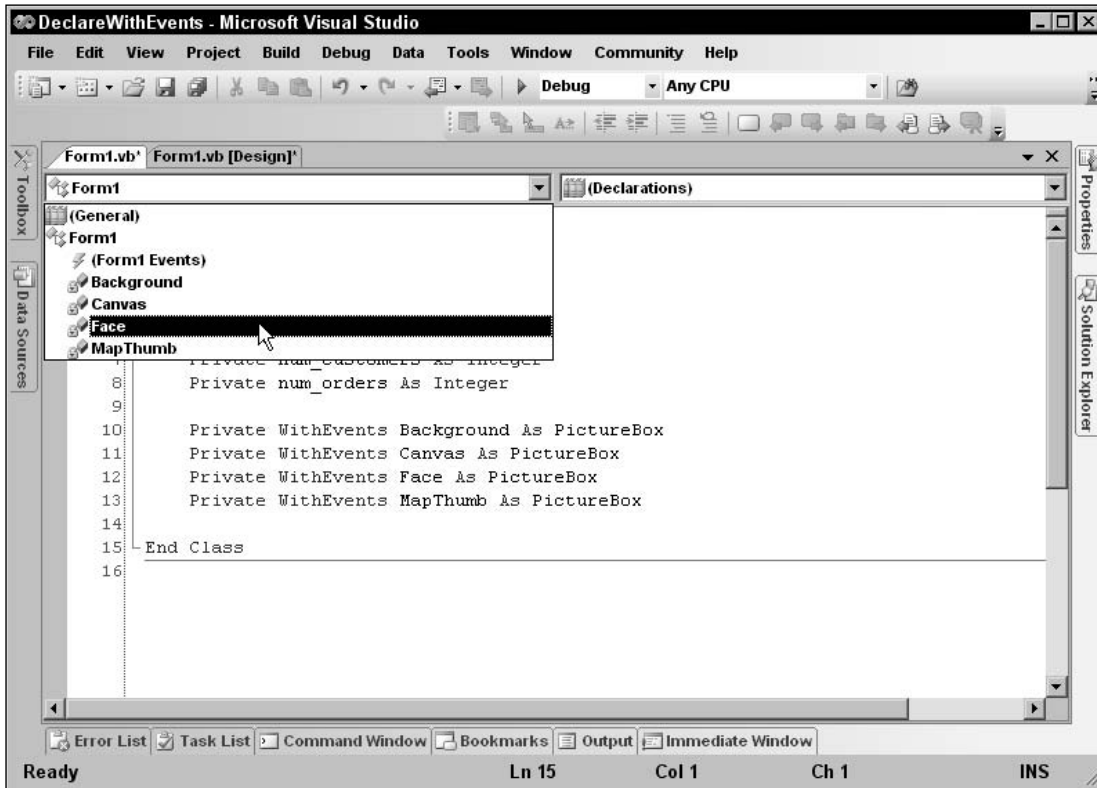 DeclareWithEvents - Microsoft Visual Studio
File Edit View Project Build Debug Data Tools Window Community Help
Debug Any CPU
Form1.vb* Form1.vb [Design]*
Form1 (Declarations)
(General)
Form1
(Form1 Events)
Background
Canvas
Face
MapThumb
Private num_customers As Integer
8 Private num_orders As Integer
9
10 Private WithEvents Background As PictureBox
11 Private WithEvents Canvas As PictureBox
12 Private WithEvents Face As PictureBox
13 Private WithEvents MapThumb As PictureBox
14
15 End Class
16
Toolbox
Data Sources
Properties
Solution Explorer
Error List Task List Command Window Bookmarks Output Immediate Window
Ready Ln 15 Col 1 Ch 1 INS